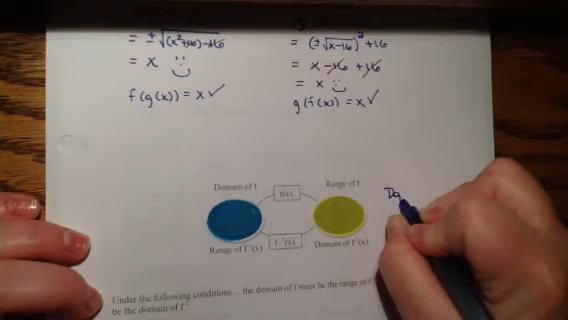 = ±√(x²+16) -16
= (±√x-16)² +16
= x
= x -16 +16
= x
f(g(x)) = x ✓
g(f(x)) = x ✓
Domain of f
Range of f
f(x)
Do
f⁻¹(x)
Range of f⁻¹(x)
Domain of f⁻¹(x)
Under the following conditions... the domain of f must be the range of f
be the domain of f⁻¹